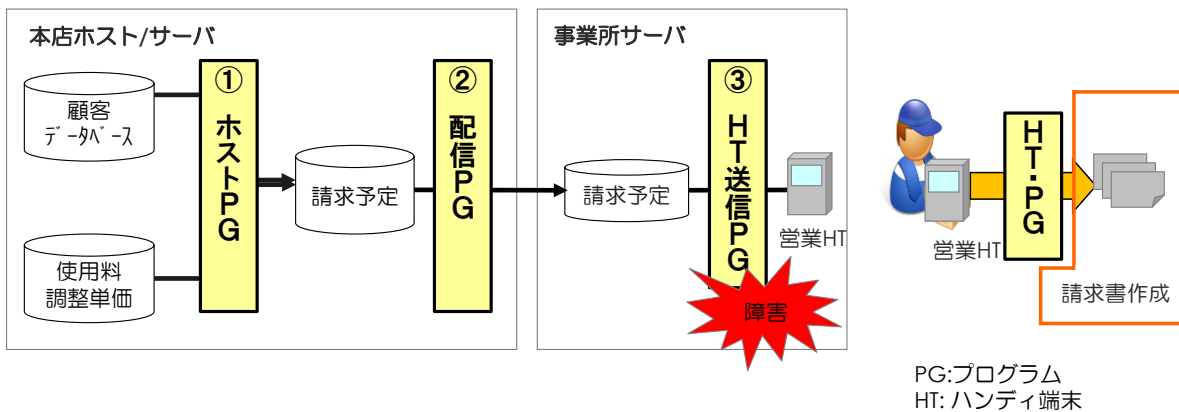 本店ホスト/サーバ
顧客
ﾃﾞｰﾀﾍﾞｰｽ
使用料
調整単価
①ホストPG
請求予定
②配信PG
事業所サーバ
請求予定
③HT送信PG
障害
営業HT
営業HT
HT・PG
請求書作成
PG:プログラム
HT: ハンディ端末